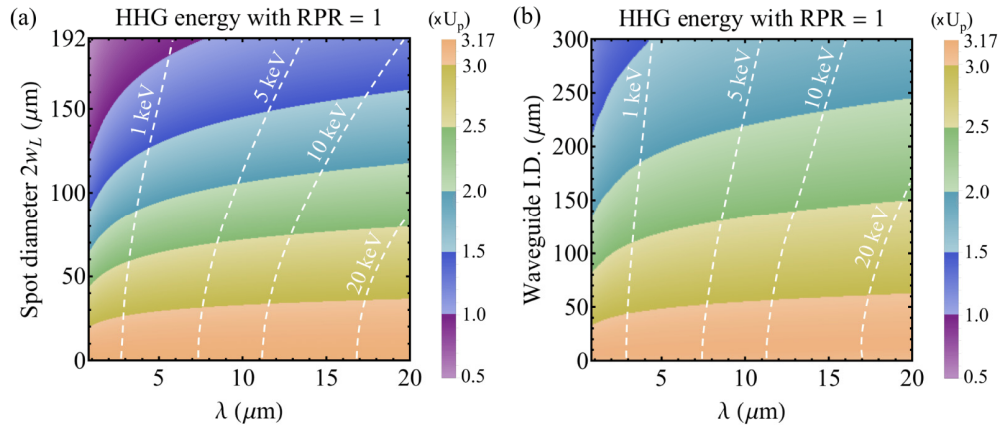 (a)
HHG energy with RPR = 1
(×Up)
192
150
100
50
0
Spot diameter 2wL (μm)
1 keV
5 keV
10 keV
20 keV
5
10
15
20
λ (μm)
3.17
3.0
2.5
2.0
1.5
1.0
0.5
(b)
HHG energy with RPR = 1
(×Up)
300
250
200
150
100
50
0
Waveguide I.D. (μm)
1 keV
5 keV
10 keV
20 keV
5
10
15
20
λ (μm)
3.17
3.0
2.5
2.0
1.5
1.0
0.5